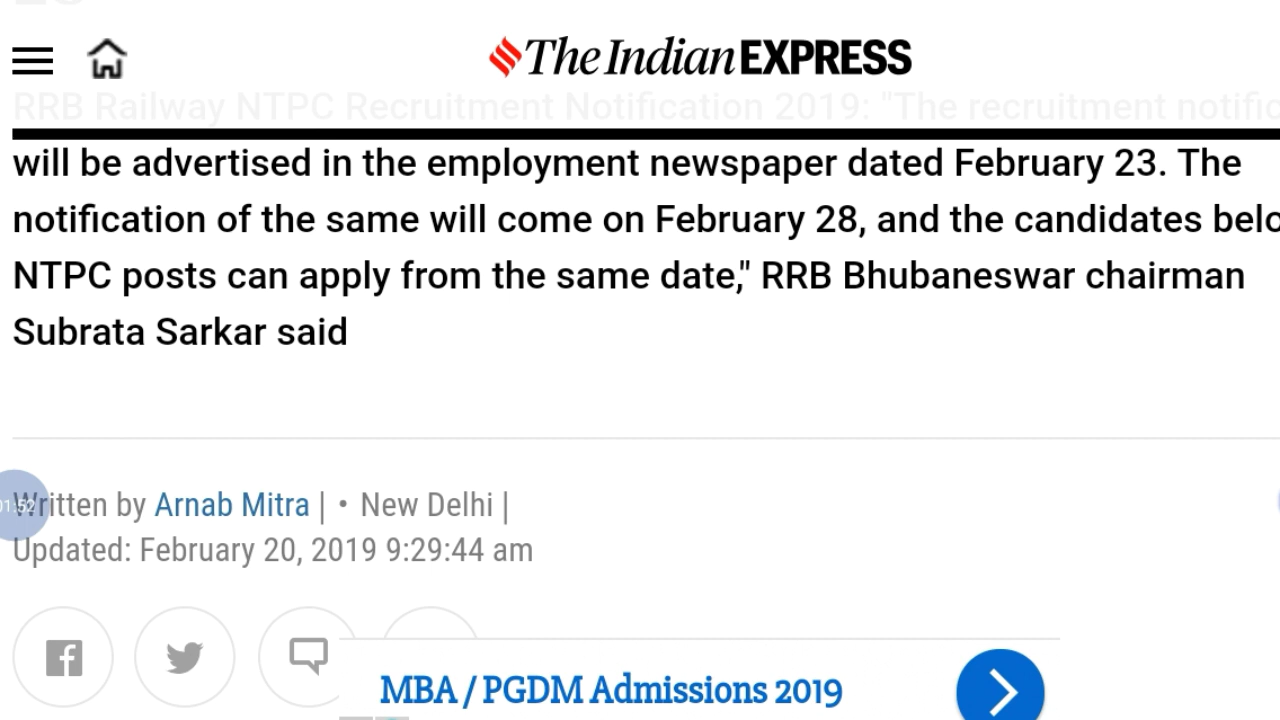 The Indian EXPRESS
RRB Railway NTPC Recruitment Notification 2019: "The recruitment notific
will be advertised in the employment newspaper dated February 23. The
notification of the same will come on February 28, and the candidates belo
NTPC posts can apply from the same date," RRB Bhubaneswar chairman
Subrata Sarkar said
01:52
Written by Arnab Mitra | • New Delhi |
Updated: February 20, 2019 9:29:44 am
MBA / PGDM Admissions 2019